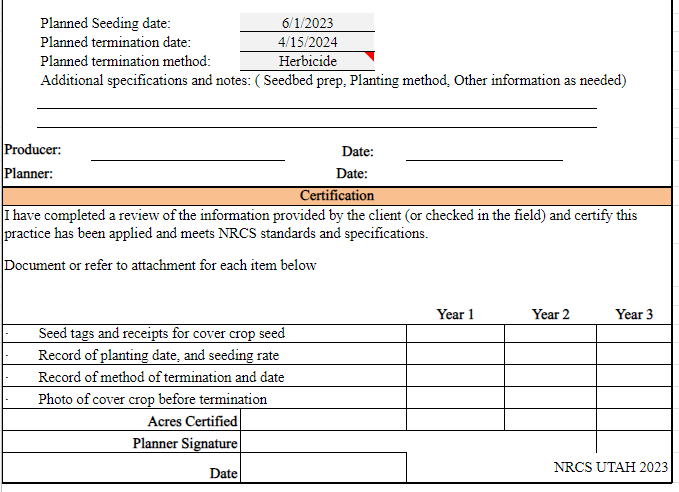 Planned Seeding date: 6/1/2023
Planned termination date: 4/15/2024
Planned termination method: Herbicide
Additional specifications and notes: ( Seedbed prep, Planting method, Other information as needed)
Producer: Date:
Planner: Date:
Certification
I have completed a review of the information provided by the client (or checked in the field) and certify this
practice has been applied and meets NRCS standards and specifications.
Document or refer to attachment for each item below
Year 1 Year 2 Year 3
· Seed tags and receipts for cover crop seed
· Record of planting date, and seeding rate
· Record of method of termination and date
· Photo of cover crop before termination
Acres Certified
Planner Signature
Date
NRCS UTAH 2023